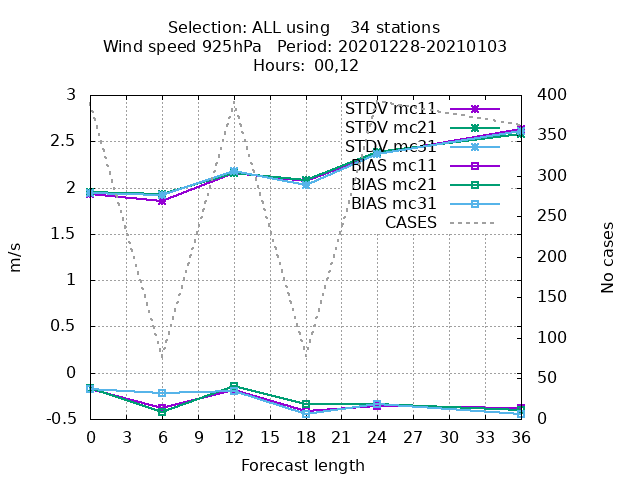 Selection: ALL using    34 stations
Wind speed 925hPa   Period: 20201228-20210103
Hours:  00,12
3
2.5
2
1.5
1
0.5
0
-0.5
m/s
400
350
300
250
200
150
100
50
0
No cases
STDV mc11
STDV mc21
STDV mc31
BIAS mc11
BIAS mc21
BIAS mc31
CASES
0 3 6 9 12 15 18 21 24 27 30 33 36
Forecast length